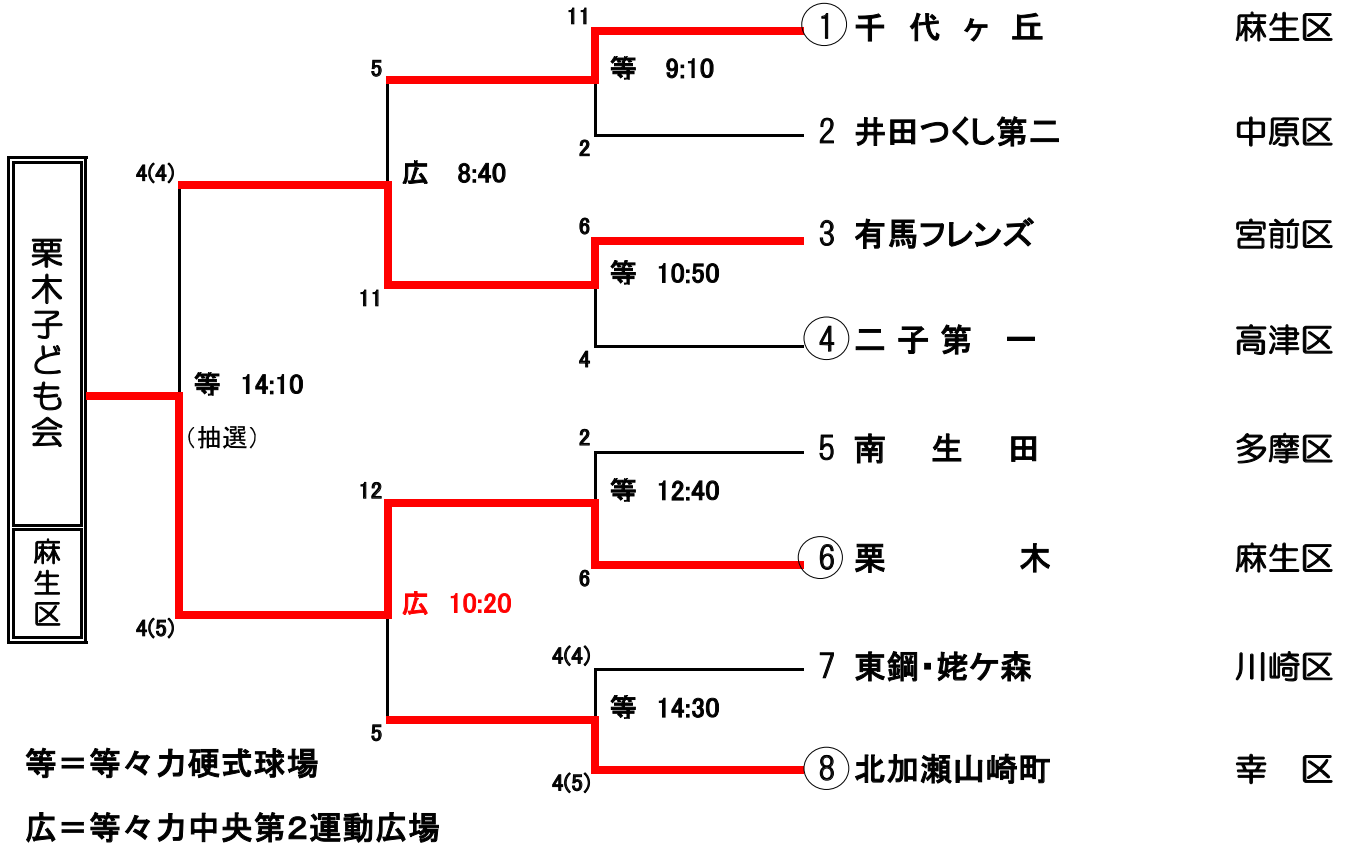 11
① 千代ヶ丘 麻生区
5
等 9:10
2 井田つくし第二 中原区
2
4(4)
広 8:40
6
3 有馬フレンズ 宮前区
等 10:50
11
④ 二子第一 高津区
4
栗木子ども会
麻生区
等 14:10
(抽選)
2
5 南生田 多摩区
12
等 12:40
⑥ 栗木 麻生区
6
広 10:20
4(5)
4(4)
7 東鋼・姥ケ森 川崎区
等 14:30
5
⑧ 北加瀬山崎町 幸区
4(5)
等＝等々力硬式球場
広＝等々力中央第2運動広場